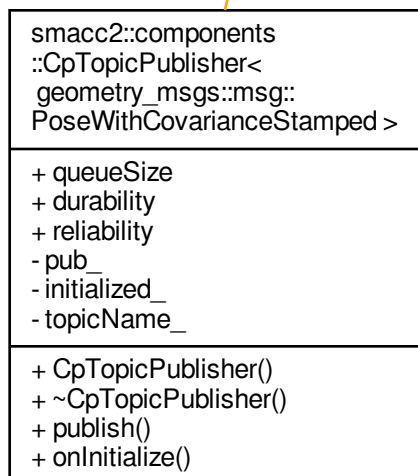 smacc2::components
::CpTopicPublisher<
geometry_msgs::msg::
PoseWithCovarianceStamped >
+ queueSize
+ durability
+ reliability
- pub_
- initialized_
- topicName_
+ CpTopicPublisher()
+ ~CpTopicPublisher()
+ publish()
+ onInitialize()